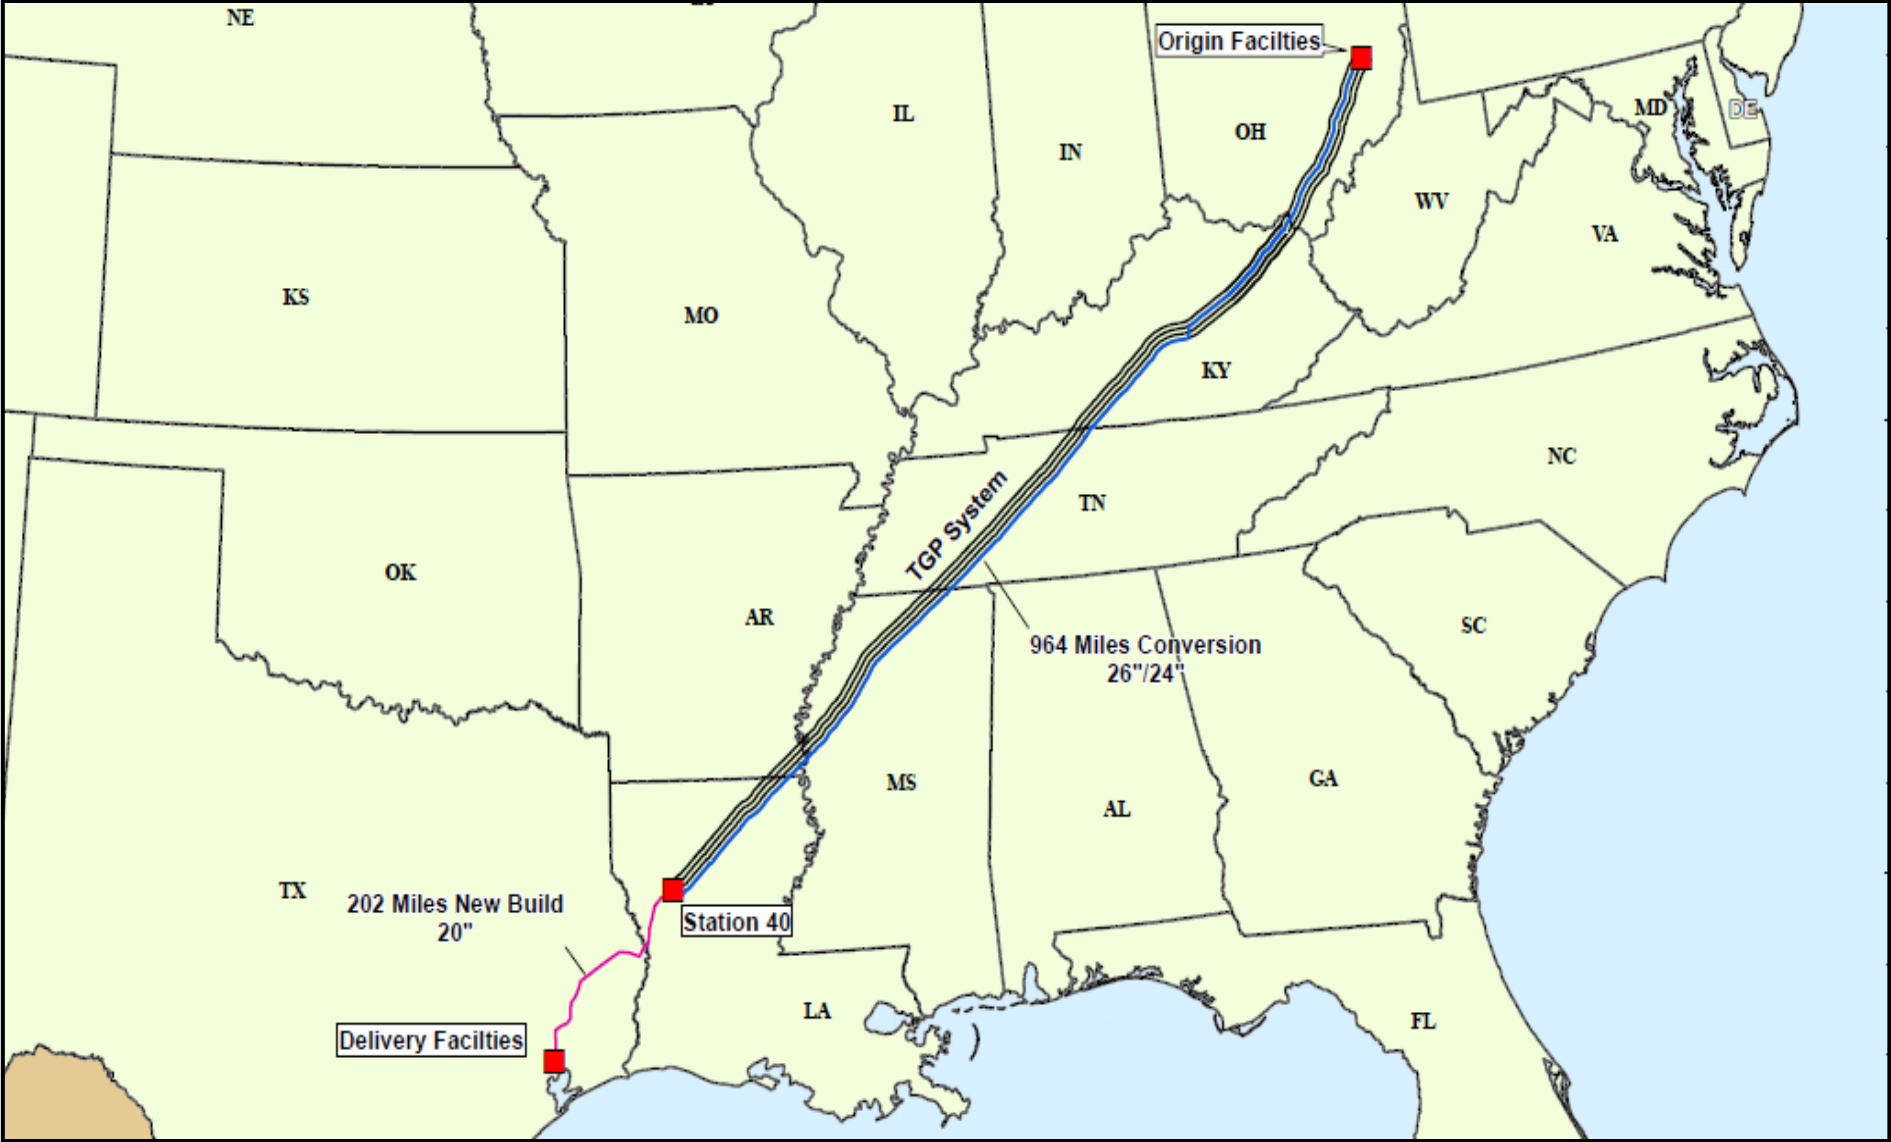 NE
Origin Facilties
IL
OH
MD
DE
IN
WV
VA
KS
MO
KY
NC
TGP System
TN
OK
AR
SC
964 Miles Conversion
26"/24"
MS
GA
AL
TX
202 Miles New Build
20"
Station 40
LA
FL
Delivery Facilties